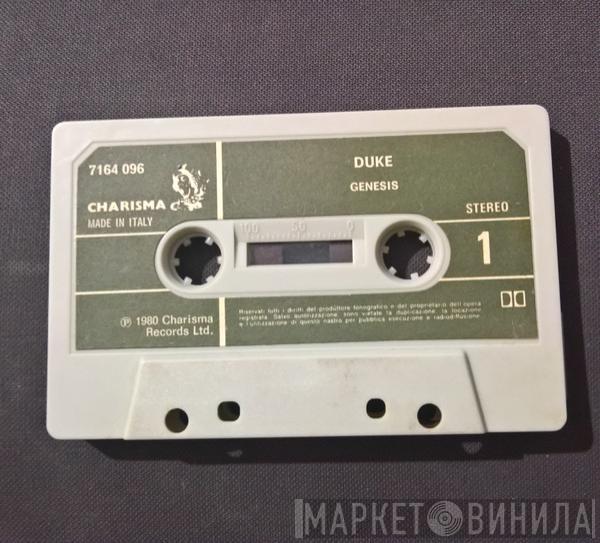 7164 096
CHARISMA
MADE IN ITALY
DUKE
GENESIS
STEREO
1
100 50 0
℗ 1980 Charisma
Records Ltd.
Riservati tutti i diritti del produttore fonografico e del proprietario dell'opera
registrata. Salvo autorizzazione, sono vietate la duplicazione, la locazione
e l'utilizzazione di questo nastro per pubblica esecuzione e radiodiffusione
МАРКЕТ ВИНИЛА